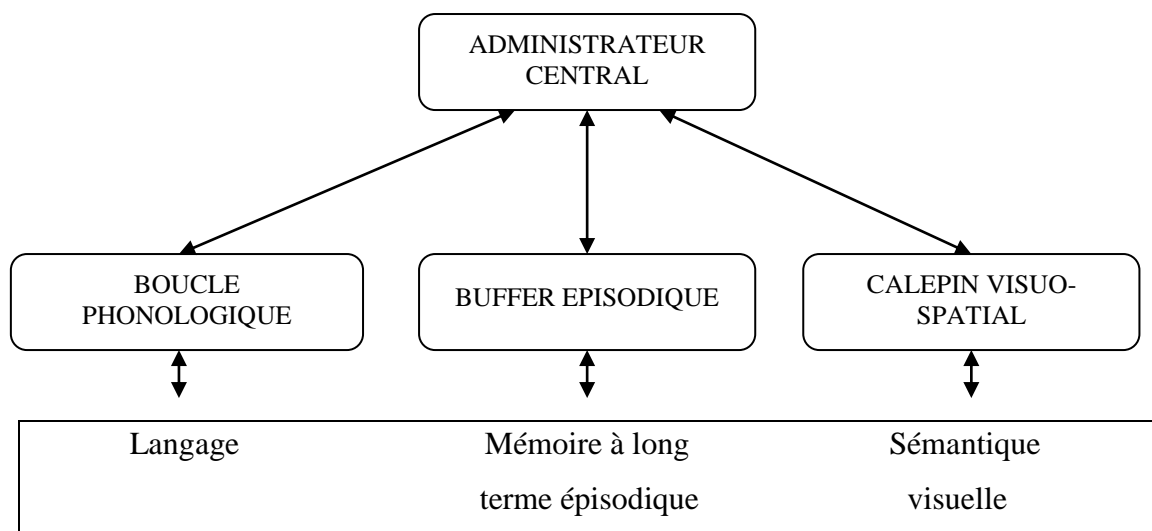 ADMINISTRATEUR
CENTRAL
BOUCLE
PHONOLOGIQUE
BUFFER EPISODIQUE
CALEPIN VISUO-
SPATIAL
Langage
Mémoire à long
terme épisodique
Sémantique
visuelle